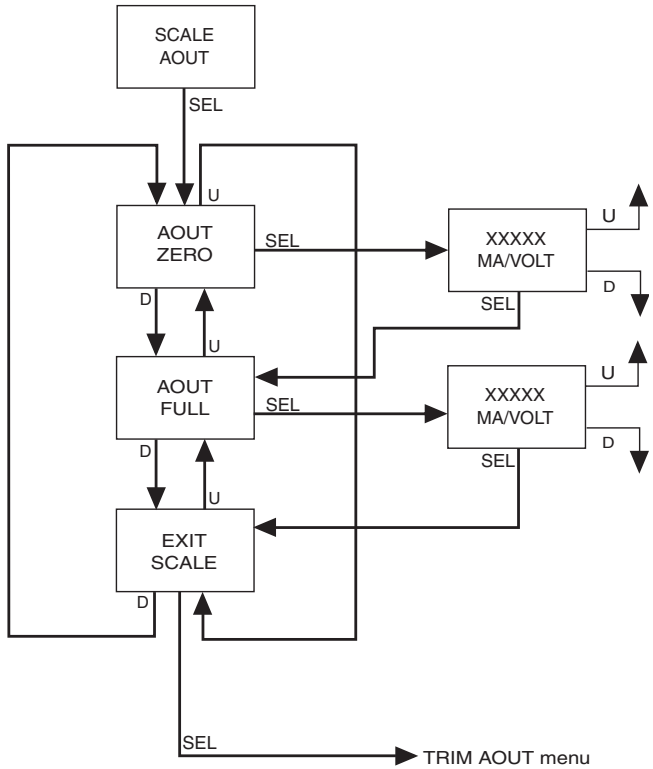 SCALE
AOUT
SEL
U
AOUT
ZERO
SEL
XXXXX
MA/VOLT
U
D
SEL
D
U
AOUT
FULL
SEL
XXXXX
MA/VOLT
U
D
SEL
D
U
EXIT
SCALE
D
SEL
TRIM AOUT menu